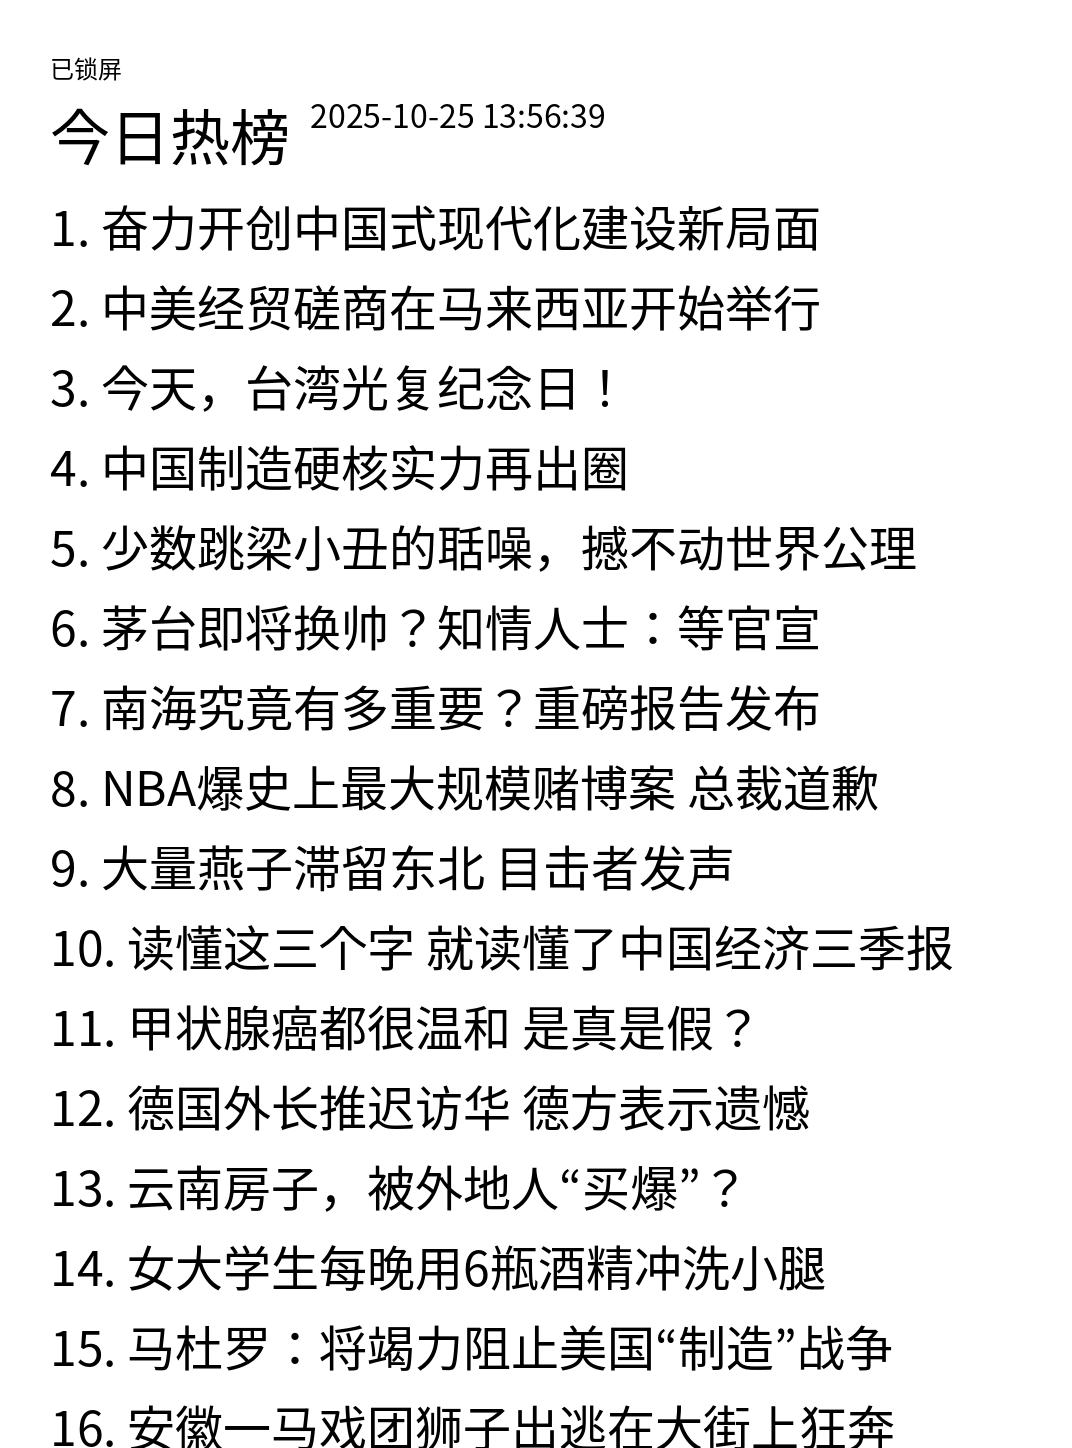 已锁屏
今日热榜 2025-10-25 13:56:39
1. 奋力开创中国式现代化建设新局面
2. 中美经贸磋商在马来西亚开始举行
3. 今天，台湾光复纪念日！
4. 中国制造硬核实力再出圈
5. 少数跳梁小丑的聒噪，撼不动世界公理
6. 茅台即将换帅？知情人士：等官宣
7. 南海究竟有多重要？重磅报告发布
8. NBA爆史上最大规模赌博案 总裁道歉
9. 大量燕子滞留东北 目击者发声
10. 读懂这三个字 就读懂了中国经济三季报
11. 甲状腺癌都很温和 是真是假？
12. 德国外长推迟访华 德方表示遗憾
13. 云南房子，被外地人“买爆”？
14. 女大学生每晚用6瓶酒精冲洗小腿
15. 马杜罗：将竭力阻止美国“制造”战争
16. 安徽一马戏团狮子出逃在大街上狂奔